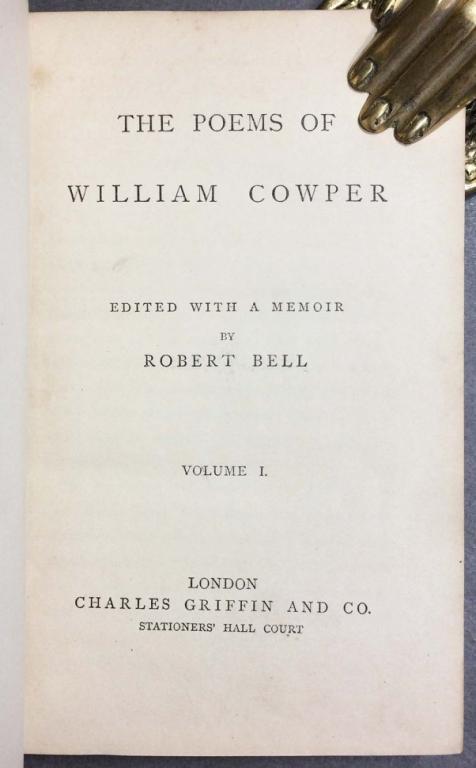 THE POEMS OF
WILLIAM COWPER
EDITED WITH A MEMOIR
BY
ROBERT BELL
VOLUME I.
LONDON
CHARLES GRIFFIN AND CO.
STATIONERS' HALL COURT